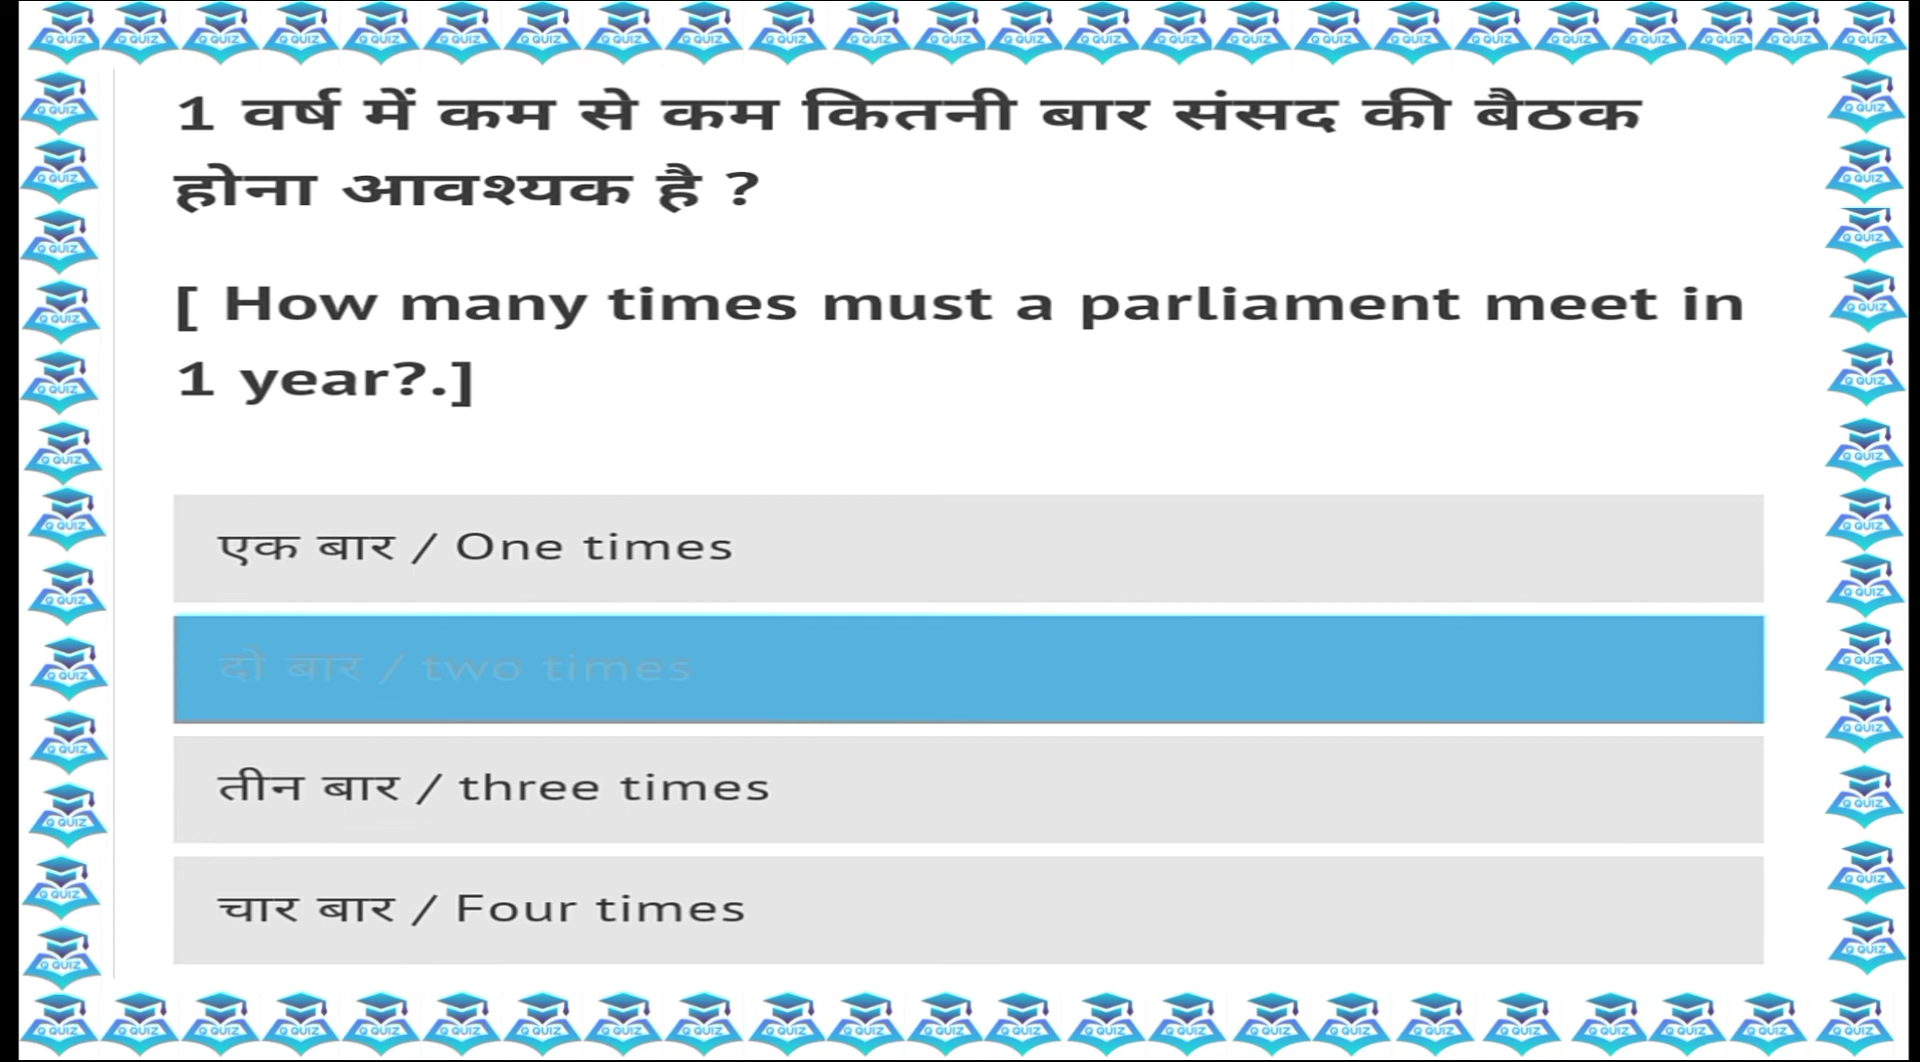 1 वर्ष में कम से कम कितनी बार संसद की बैठक
होना आवश्यक है ?
[ How many times must a parliament meet in
1 year?.]
एक बार / One times
दो बार / two times
तीन बार / three times
चार बार / Four times